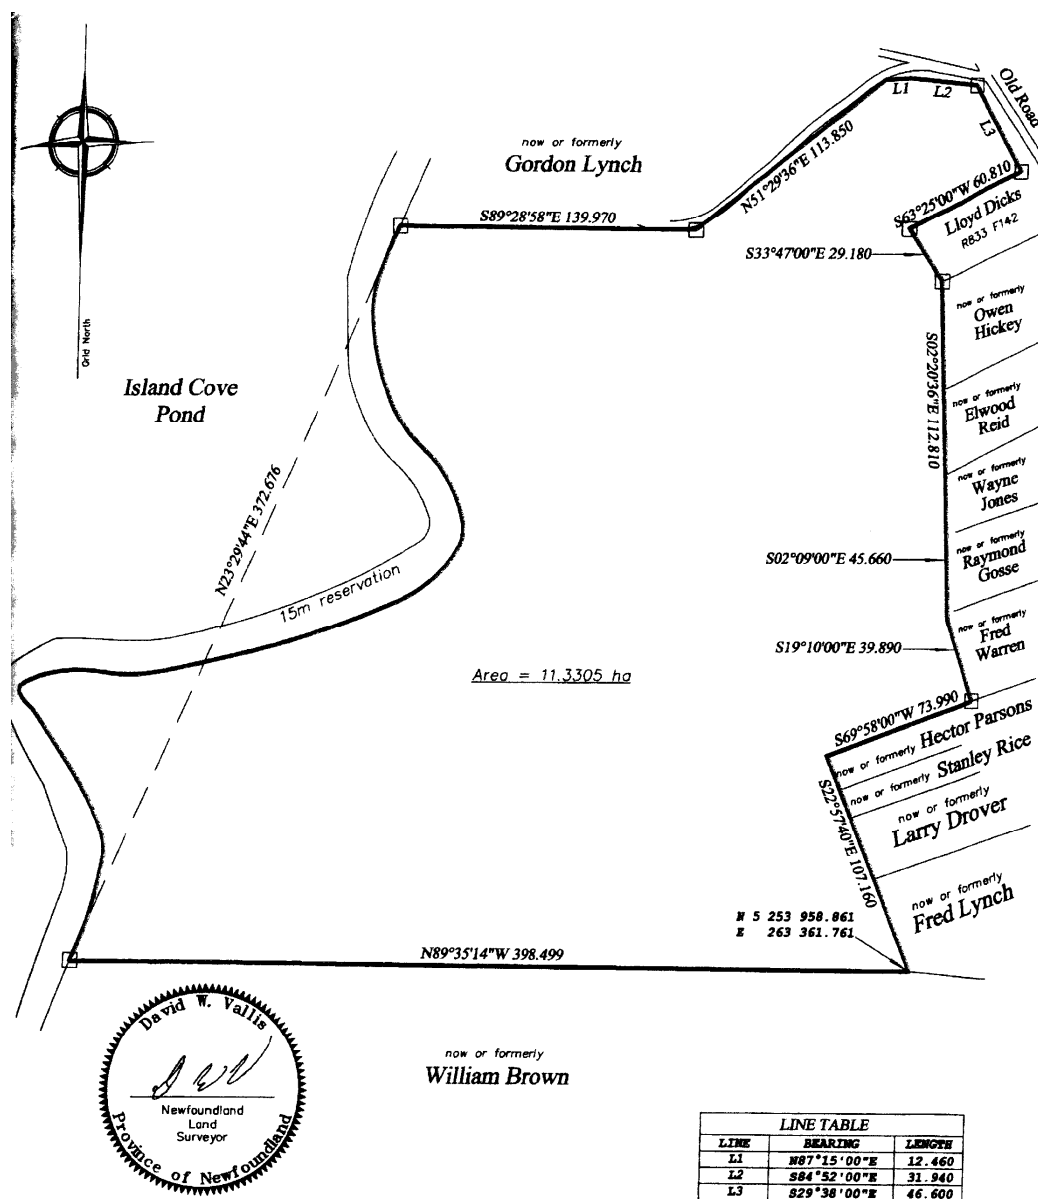 Old Road
L1
L2
L3
now or formerly
Gordon Lynch
N51°29'36"E 113.850
S89°28'58"E 139.970
S63°25'00"W 60.810
Lloyd Dicks
R833 F142
S33°47'00"E 29.180
now or formerly
Owen
Hickey
Grid North
Island Cove
Pond
S02°20'36"E 112.810
now or formerly
Elwood
Reid
now or formerly
Wayne
Jones
N23°29'44"E 372.676
now or formerly
Raymond
Gosse
S02°09'00"E 45.660
15m reservation
now or formerly
Fred
Warren
S19°10'00"E 39.890
Area = 11.3305 ha
S69°58'00"W 73.990
now or formerly Hector Parsons
now or formerly Stanley Rice
S22°57'40"E 107.160
now or formerly
Larry Drover
now or formerly
Fred Lynch
N 5 253 958.861
E 263 361.761
N89°35'14"W 398.499
David W. Vallis
Newfoundland
Land
Surveyor
Province of Newfoundland
now or formerly
William Brown
LINE TABLE
LINE BEARING LENGTH
L1 N87°15'00"E 12.460
L2 S84°52'00"E 31.940
L3 S29°38'00"E 46.600